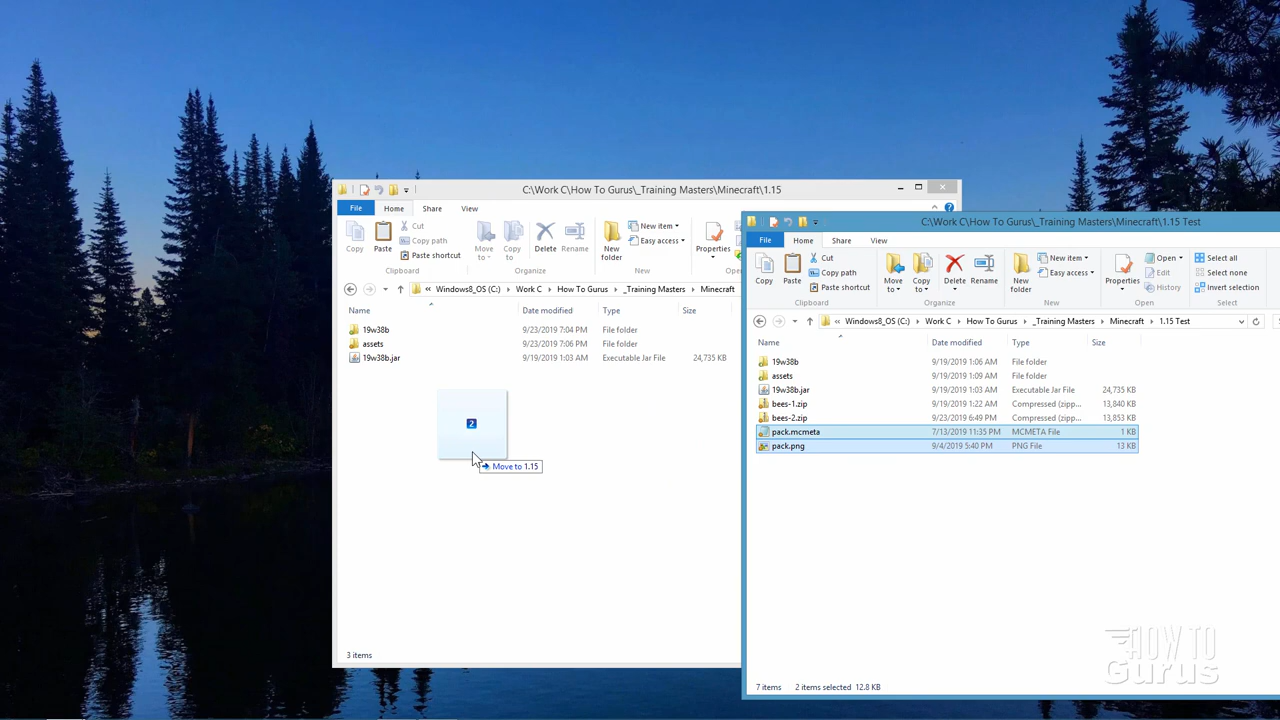 C:\Work C\How To Gurus\_Training Masters\Minecraft\1.15
File Home Share View
Copy Paste Cut Copy path Paste shortcut Move to Copy to Delete Rename New folder New item Easy access Properties
Clipboard Organize New
« Windows8_OS (C:) Work C How To Gurus _Training Masters Minecraft
Name Date modified Type Size
19w38b 9/23/2019 7:04 PM File folder
assets 9/23/2019 7:06 PM File folder
19w38b.jar 9/19/2019 1:03 AM Executable Jar File 24,735 KB
2
Move to 1.15
3 items
C:\Work C\How To Gurus\_Training Masters\Minecraft\1.15 Test
File Home Share View
Copy Paste Cut Copy path Paste shortcut Move to Copy to Delete Rename New folder New item Easy access Properties Open Edit History Select all Select none Invert selection
Clipboard Organize New Open Select
« Windows8_OS (C:) Work C How To Gurus _Training Masters Minecraft 1.15 Test
Name Date modified Type Size
19w38b 9/19/2019 1:06 AM File folder
assets 9/19/2019 1:09 AM File folder
19w38b.jar 9/19/2019 1:03 AM Executable Jar File 24,735 KB
bees-1.zip 9/19/2019 1:22 AM Compressed (zipp... 13,840 KB
bees-2.zip 9/23/2019 6:49 PM Compressed (zipp... 13,853 KB
pack.mcmeta 7/13/2019 11:35 PM MCMETA File 1 KB
pack.png 9/4/2019 5:40 PM PNG File 13 KB
7 items 2 items selected 12.8 KB
HOW TO
Gurus